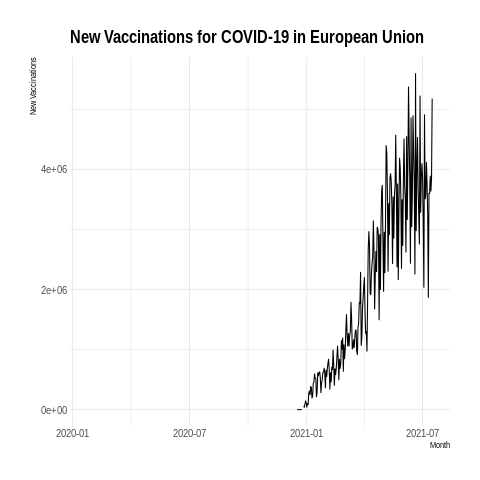 New Vaccinations for COVID-19 in European Union
New Vaccinations
4e+06
2e+06
0e+00
2020-01 2020-07 2021-01 2021-07
Month